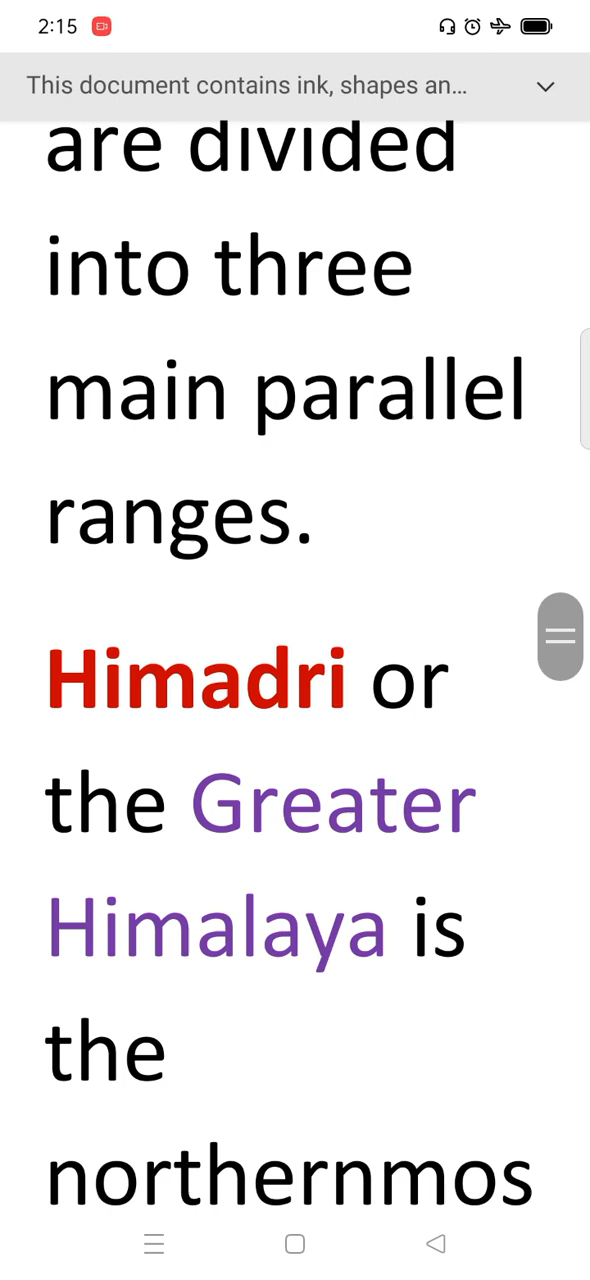 2:15
This document contains ink, shapes an...
are divided
into three
main parallel
ranges.
Himadri or
the Greater
Himalaya is
the
northernmos